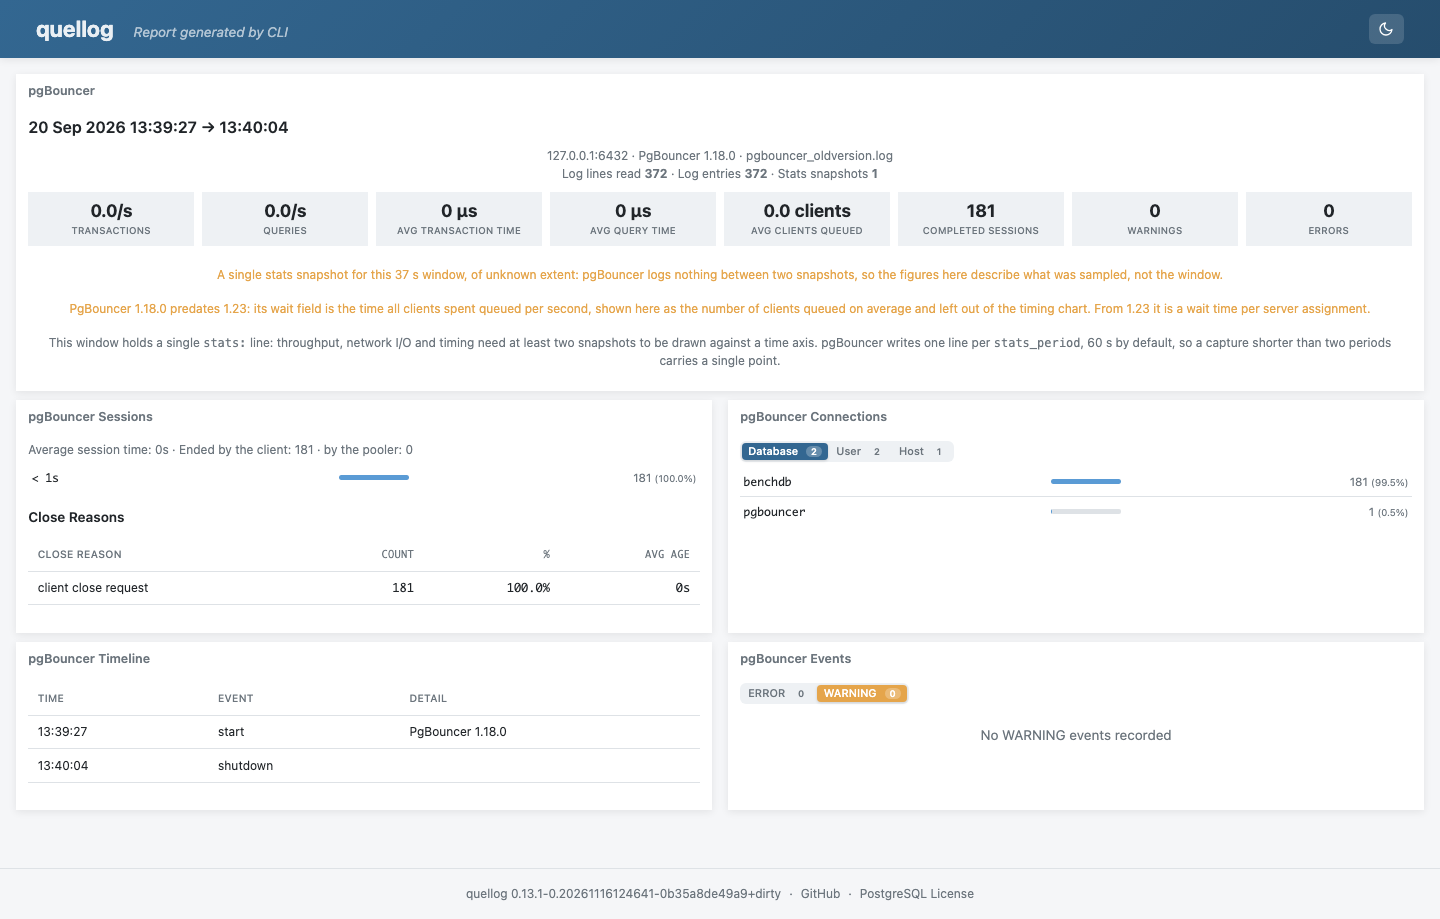 quellog Report generated by CLI
pgBouncer
20 Sep 2026 13:39:27 → 13:40:04
127.0.0.1:6432 · PgBouncer 1.18.0 · pgbouncer_oldversion.log
Log lines read 372 · Log entries 372 · Stats snapshots 1
0.0/s
TRANSACTIONS
0.0/s
QUERIES
0 µs
AVG TRANSACTION TIME
0 µs
AVG QUERY TIME
0.0 clients
AVG CLIENTS QUEUED
181
COMPLETED SESSIONS
0
WARNINGS
0
ERRORS
A single stats snapshot for this 37 s window, of unknown extent: pgBouncer logs nothing between two snapshots, so the figures here describe what was sampled, not the window.
PgBouncer 1.18.0 predates 1.23: its wait field is the time all clients spent queued per second, shown here as the number of clients queued on average and left out of the timing chart. From 1.23 it is a wait time per server assignment.
This window holds a single stats: line: throughput, network I/O and timing need at least two snapshots to be drawn against a time axis. pgBouncer writes one line per stats_period, 60 s by default, so a capture shorter than two periods
carries a single point.
pgBouncer Sessions
Average session time: 0s · Ended by the client: 181 · by the pooler: 0
< 1s 181 (100.0%)
Close Reasons
CLOSE REASON COUNT % AVG AGE
client close request 181 100.0% 0s
pgBouncer Connections
Database 2 User 2 Host 1
benchdb 181 (99.5%)
pgbouncer 1 (0.5%)
pgBouncer Timeline
TIME EVENT DETAIL
13:39:27 start PgBouncer 1.18.0
13:40:04 shutdown
pgBouncer Events
ERROR 0 WARNING 0
No WARNING events recorded
quellog 0.13.1-0.20261116124641-0b35a8de49a9+dirty · GitHub · PostgreSQL License